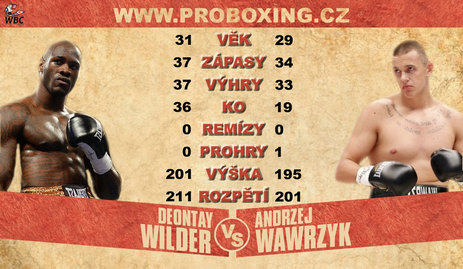 WWW.PROBOXING.CZ
WBC
31 VĚK 29
37 ZÁPASY 34
37 VÝHRY 33
36 KO 19
0 REMÍZY 0
0 PROHRY 1
201 VÝŠKA 195
211 ROZPĚTÍ 201
DEONTAY WILDER
VS
ANDRZEJ WAWRZYK